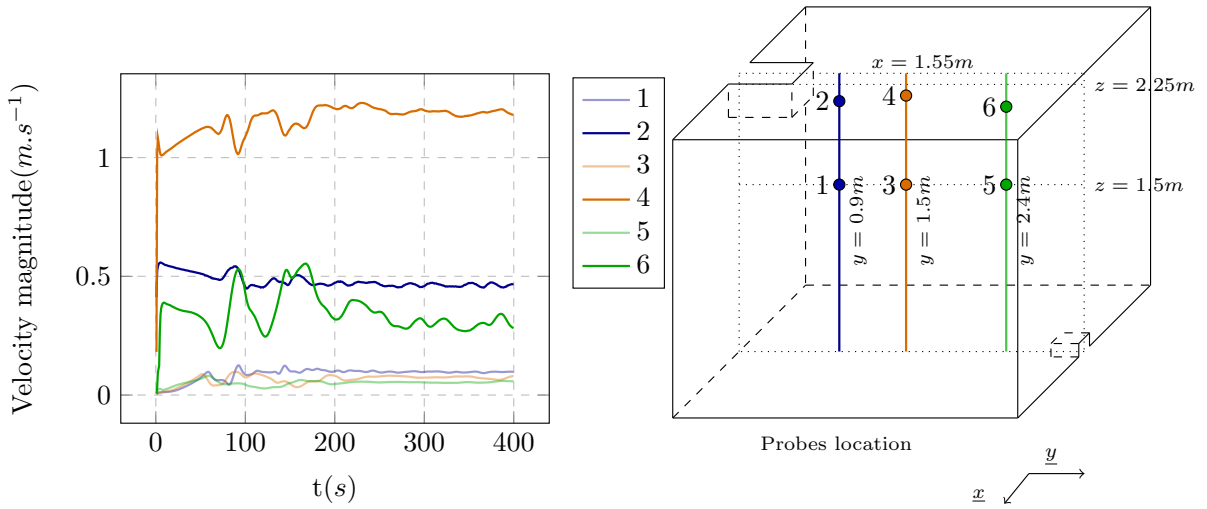 Velocity magnitude(m.s⁻¹)
1
0.5
0
0
100
200
300
400
t(s)
1
2
3
4
5
6
x = 1.55m
z = 2.25m
2
4
6
1
3
5
z = 1.5m
y = 0.9m
y = 1.5m
y = 2.4m
Probes location
y
x